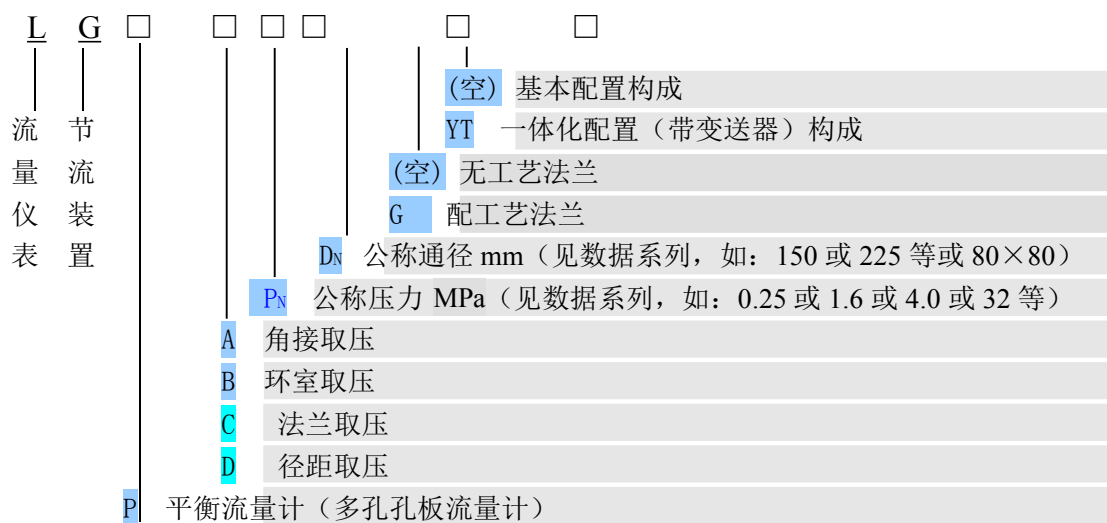 L G □ □ □ □ □ □
(空) 基本配置构成
YT 一体化配置（带变送器）构成
(空) 无工艺法兰
G 配工艺法兰
DN 公称通径 mm（见数据系列，如：150 或 225 等或 80×80）
PN 公称压力 MPa（见数据系列，如：0.25 或 1.6 或 4.0 或 32 等）
A 角接取压
B 环室取压
C 法兰取压
D 径距取压
P 平衡流量计（多孔孔板流量计）
流量仪表
节流装置